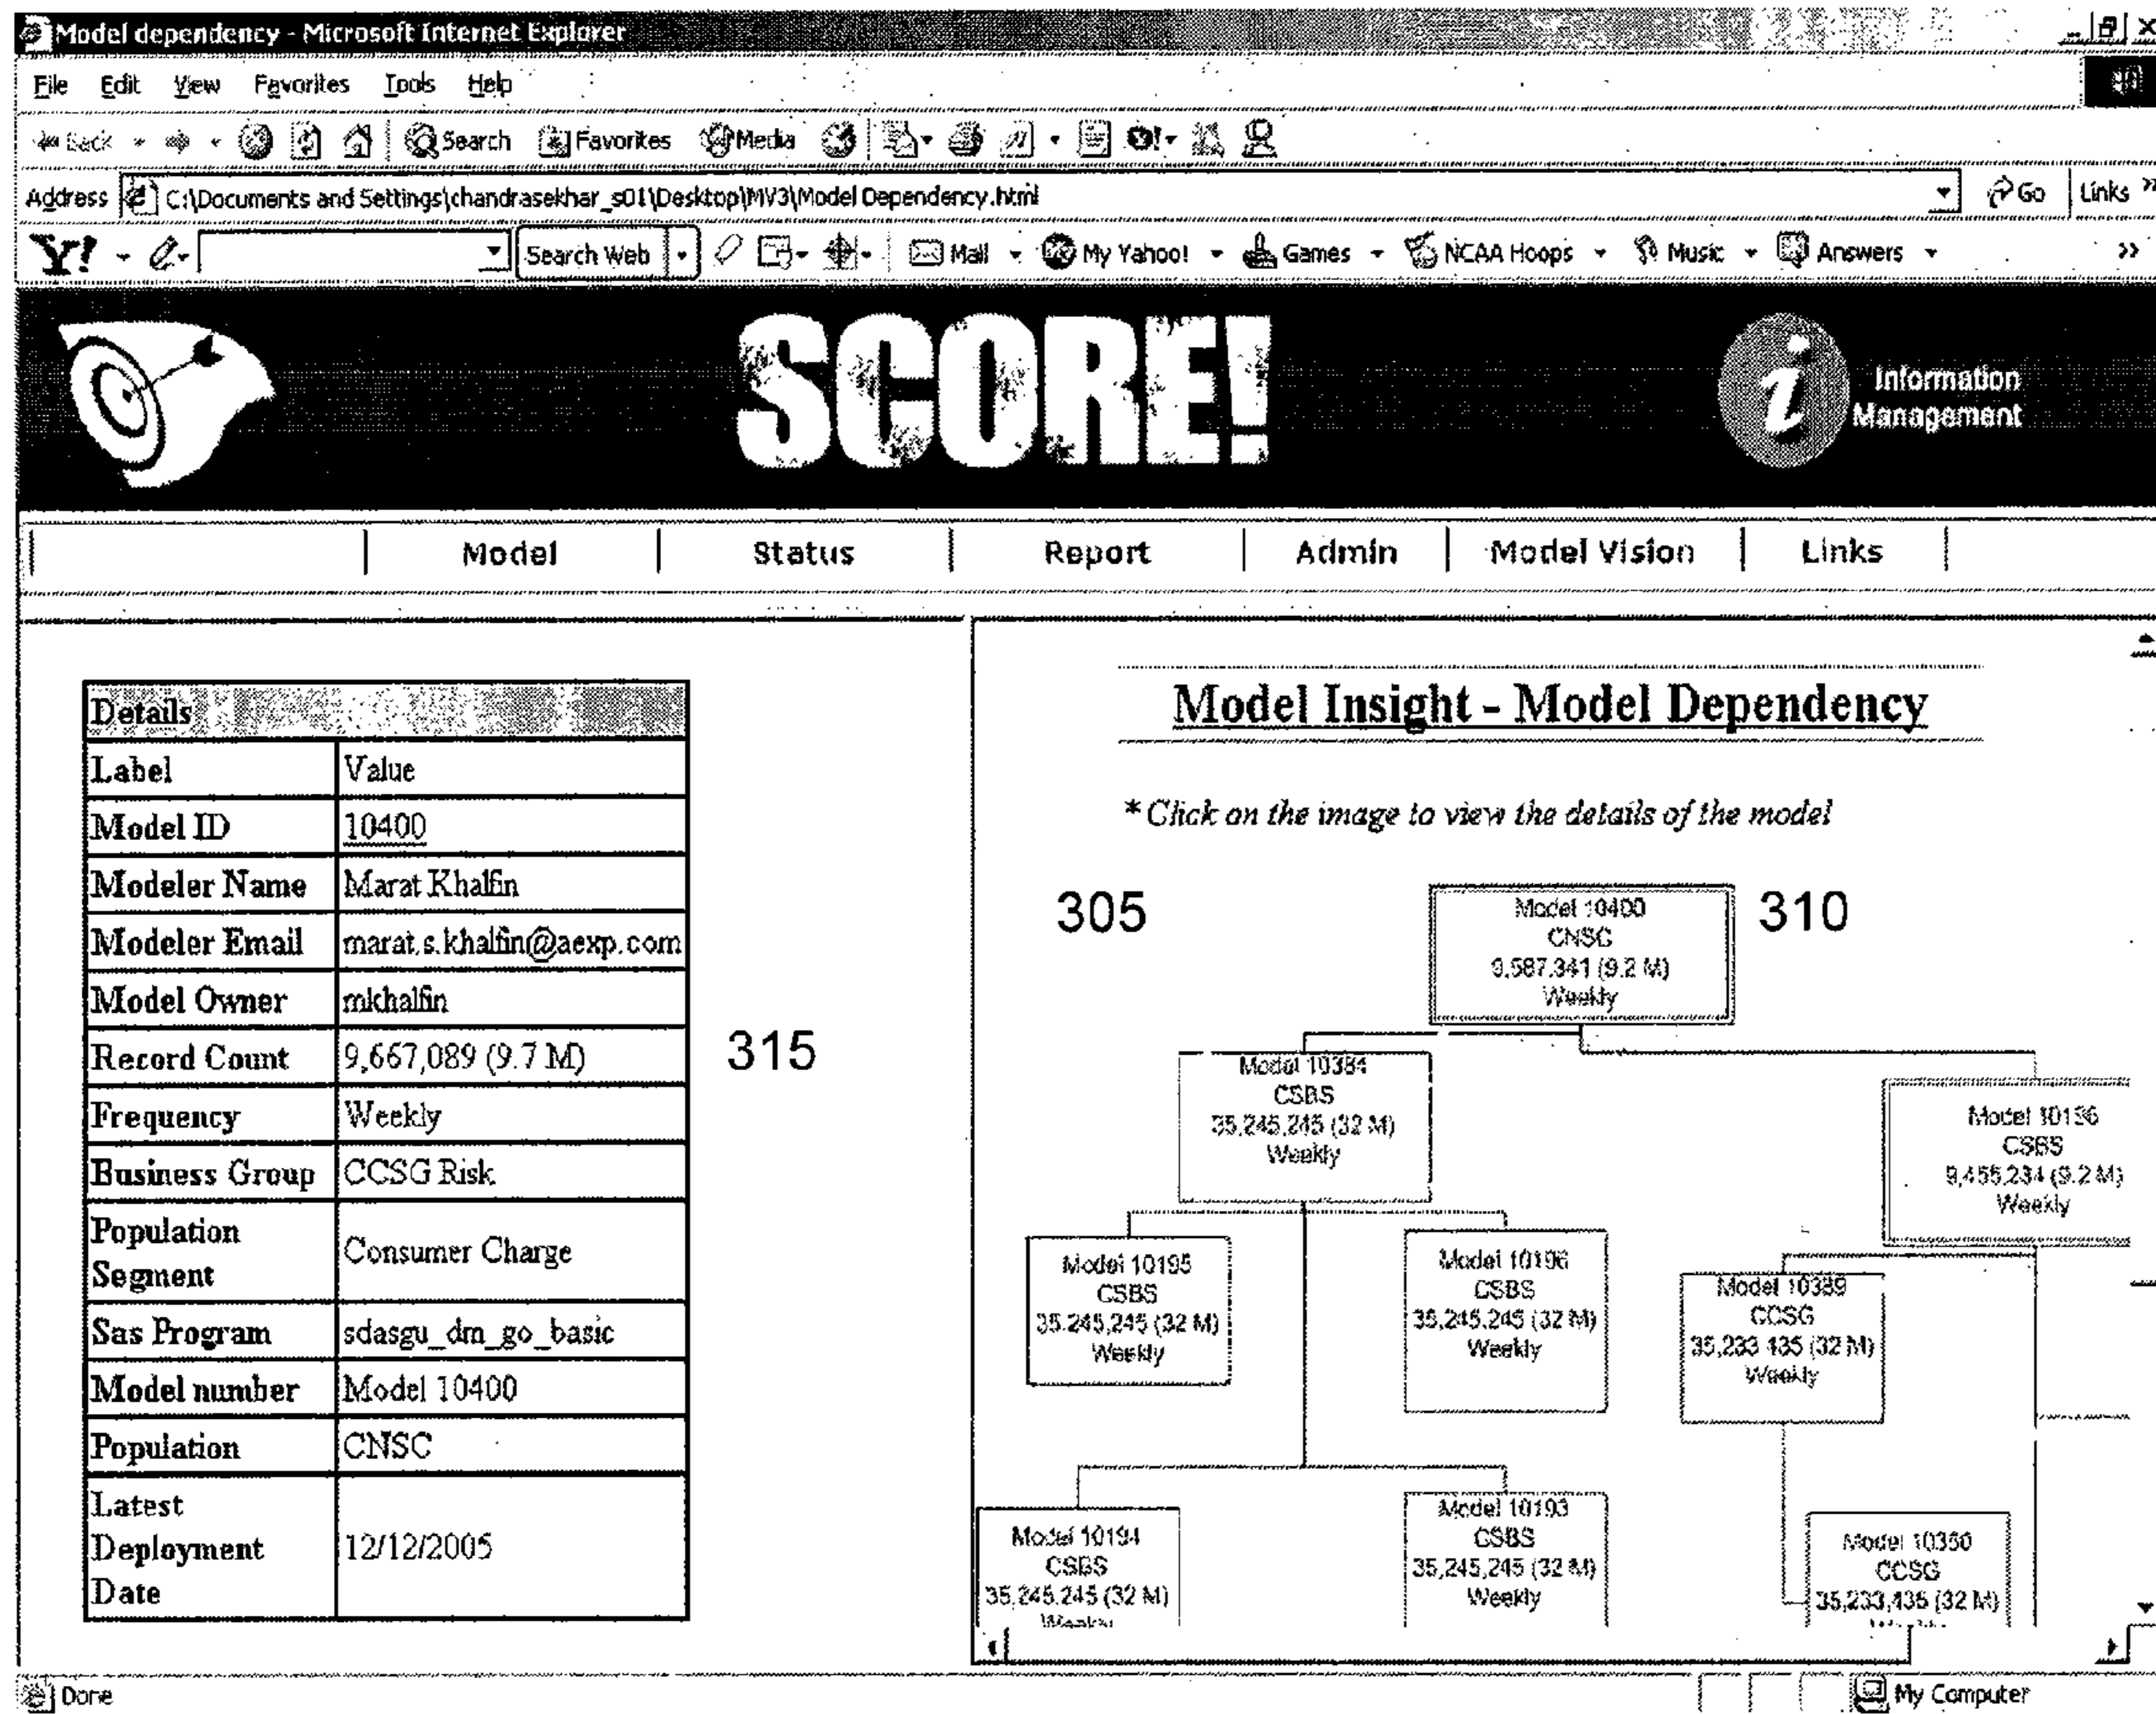 Model dependency - Microsoft Internet Explorer
File Edit View Favorites Tools Help
Back Search Favorites Media
Address C:\Documents and Settings\chandrasekhar_s01\Desktop\MV3\Model Dependency.html Go Links »
Y! Search Web Mail My Yahoo! Games NCAA Hoops Music Answers »
SCORE!
i Information
Management
Model Status Report Admin Model Vision Links
Details
Label Value
Model ID 10400
Modeler Name Marat Khalfin
Modeler Email marat.s.khalfin@aexp.com
Model Owner mkhalfin
Record Count 9,667,089 (9.7 M)
Frequency Weekly
Business Group CCSG Risk
Population
Segment
Consumer Charge
Sas Program sdasgu_dm_go_basic
Model number Model 10400
Population CNSC
Latest
Deployment
Date
12/12/2005
315
Model Insight - Model Dependency
* Click on the image to view the details of the model
305
310
Model 10400
CNSC
9,587,341 (9.2 M)
Weekly
Model 10384
CSBS
35,245,245 (32 M)
Weekly
Model 10196
CSBS
9,455,234 (9.2 M)
Weekly
Model 10195
CSBS
35,245,245 (32 M)
Weekly
Model 10196
CSBS
35,245,245 (32 M)
Weekly
Model 10389
CCSG
35,233,435 (32 M)
Weekly
Model 10194
CSBS
35,245,245 (32 M)
Weekly
Model 10193
CSBS
35,245,245 (32 M)
Weekly
Model 10350
CCSG
35,233,435 (32 M)
Done
My Computer